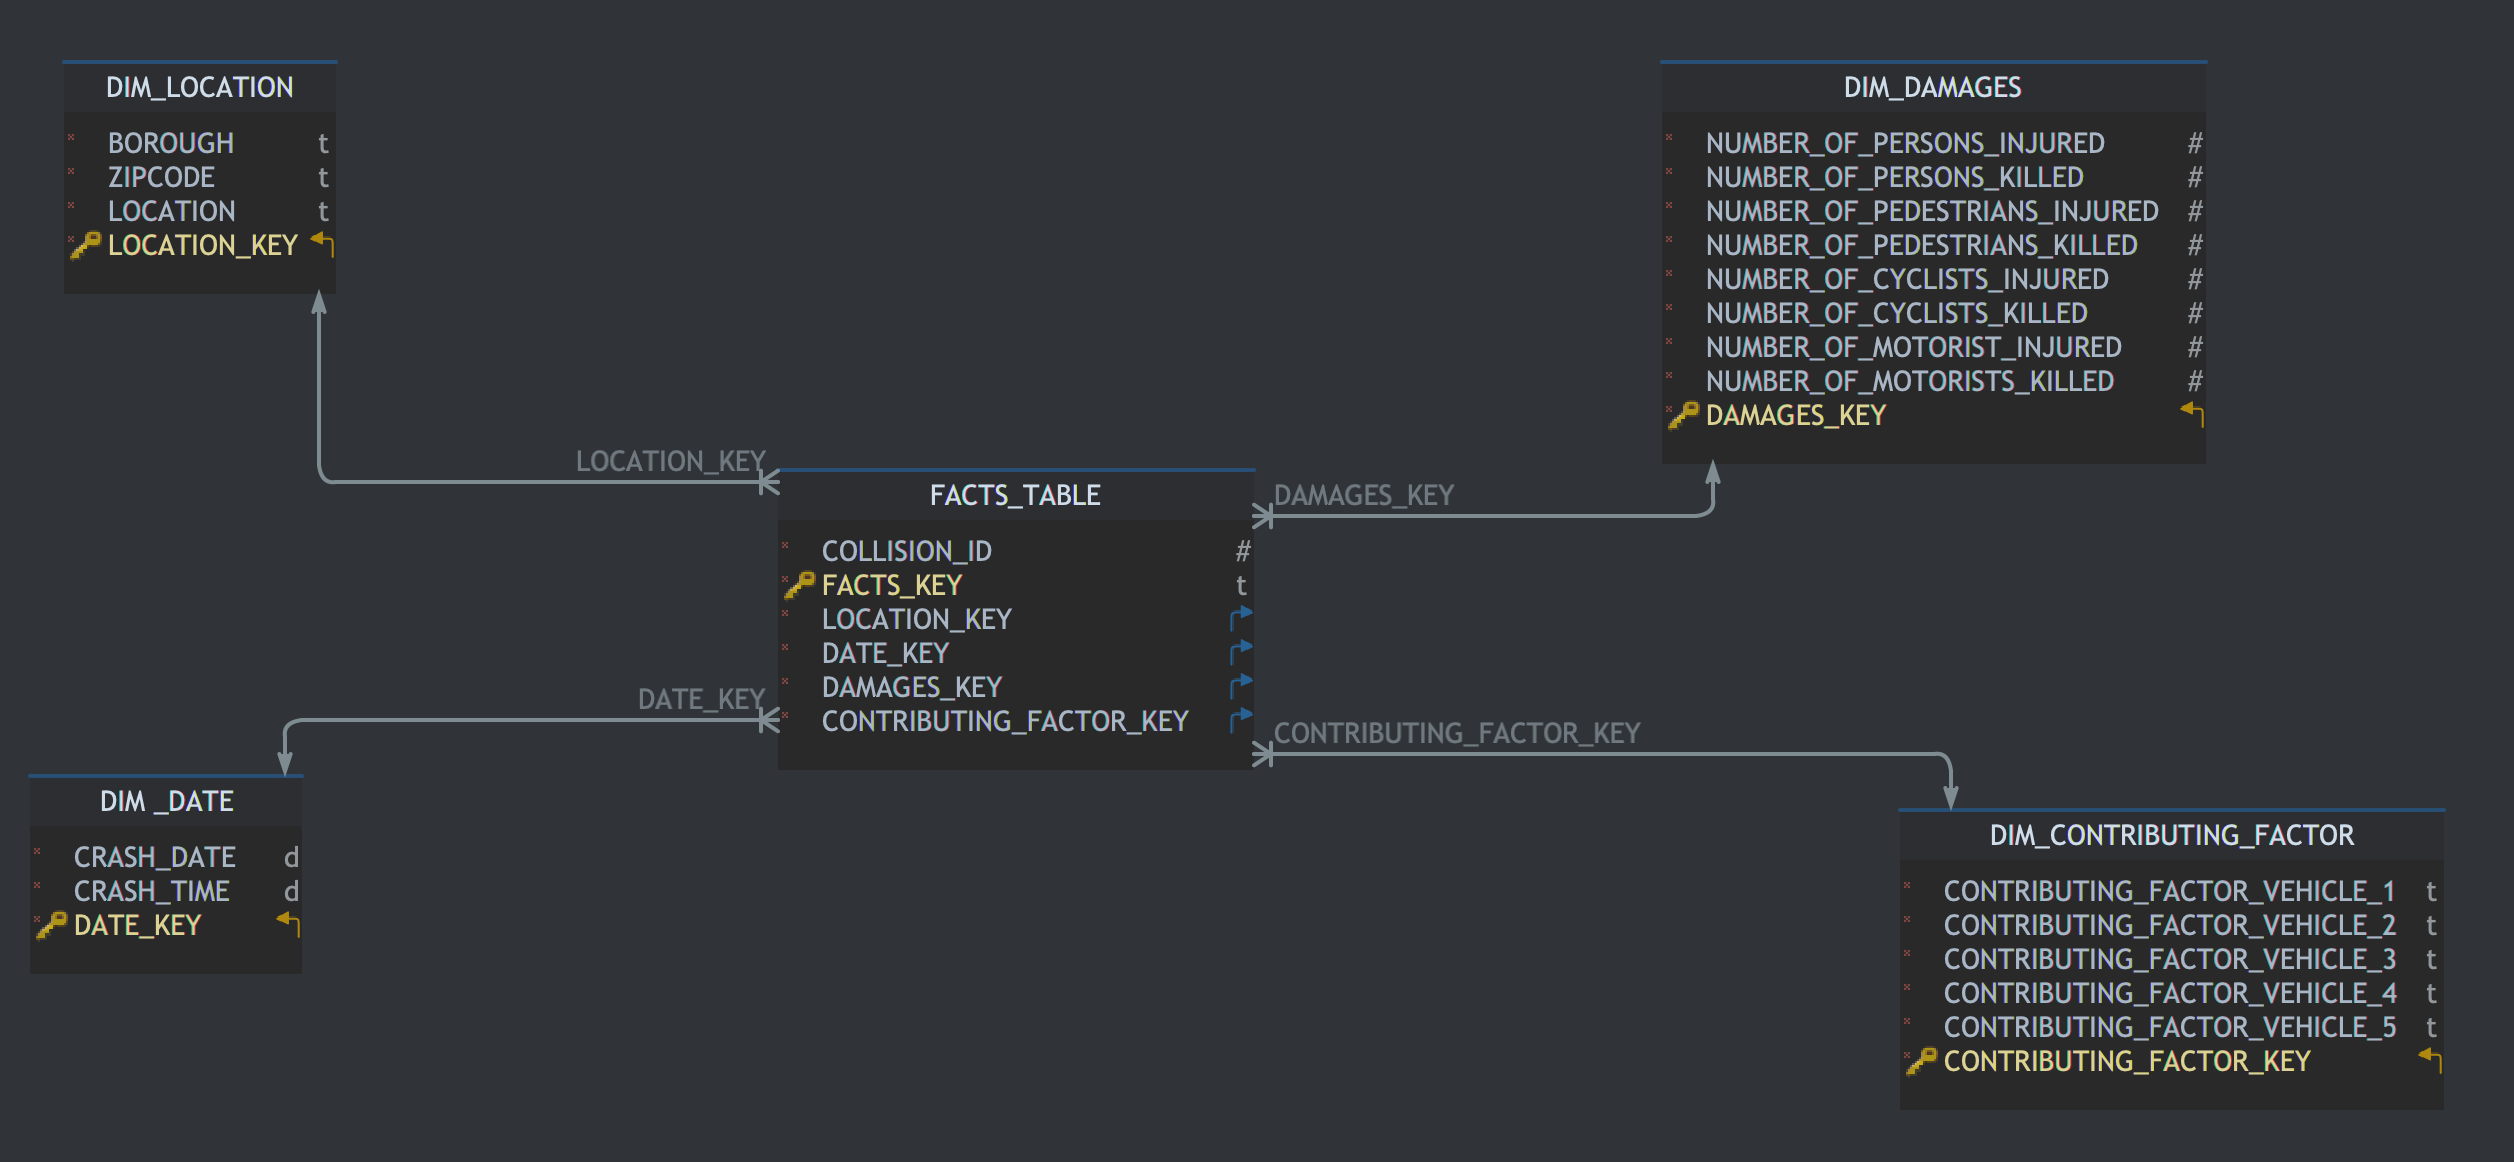 DIM_LOCATION
BOROUGH t
ZIPCODE t
LOCATION t
LOCATION_KEY
DIM_DAMAGES
NUMBER_OF_PERSONS_INJURED #
NUMBER_OF_PERSONS_KILLED #
NUMBER_OF_PEDESTRIANS_INJURED #
NUMBER_OF_PEDESTRIANS_KILLED #
NUMBER_OF_CYCLISTS_INJURED #
NUMBER_OF_CYCLISTS_KILLED #
NUMBER_OF_MOTORIST_INJURED #
NUMBER_OF_MOTORISTS_KILLED #
DAMAGES_KEY
LOCATION_KEY
DAMAGES_KEY
FACTS_TABLE
COLLISION_ID #
FACTS_KEY t
LOCATION_KEY
DATE_KEY
DAMAGES_KEY
CONTRIBUTING_FACTOR_KEY
DATE_KEY
CONTRIBUTING_FACTOR_KEY
DIM _DATE
CRASH_DATE d
CRASH_TIME d
DATE_KEY
DIM_CONTRIBUTING_FACTOR
CONTRIBUTING_FACTOR_VEHICLE_1 t
CONTRIBUTING_FACTOR_VEHICLE_2 t
CONTRIBUTING_FACTOR_VEHICLE_3 t
CONTRIBUTING_FACTOR_VEHICLE_4 t
CONTRIBUTING_FACTOR_VEHICLE_5 t
CONTRIBUTING_FACTOR_KEY